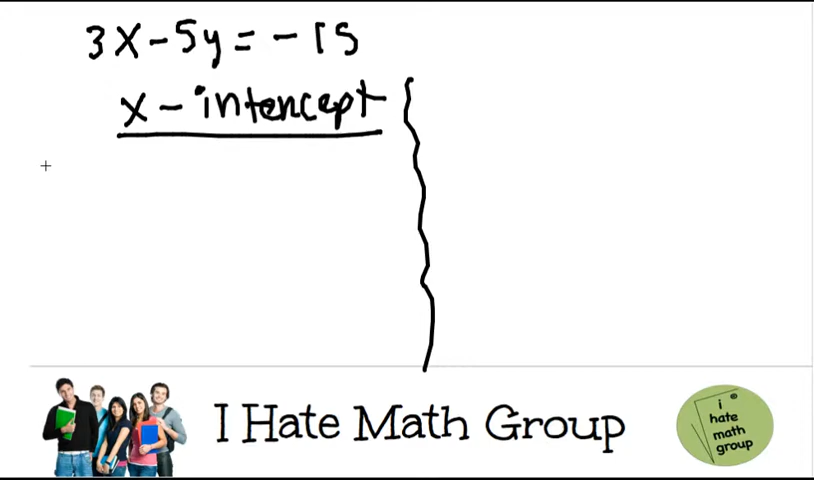 3x-5y=-15
x-intercept
I Hate Math Group
i
hate
math
group